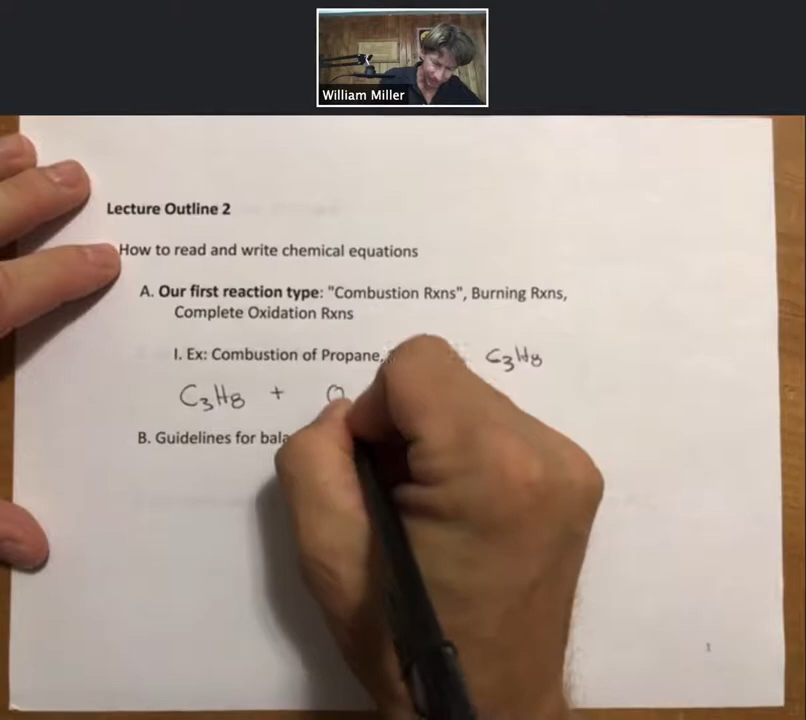 William Miller
Lecture Outline 2
How to read and write chemical equations
A. Our first reaction type: "Combustion Rxns", Burning Rxns,
Complete Oxidation Rxns
I. Ex: Combustion of Propane, C₃H₈
C₃H₈ + O
B. Guidelines for bala
1